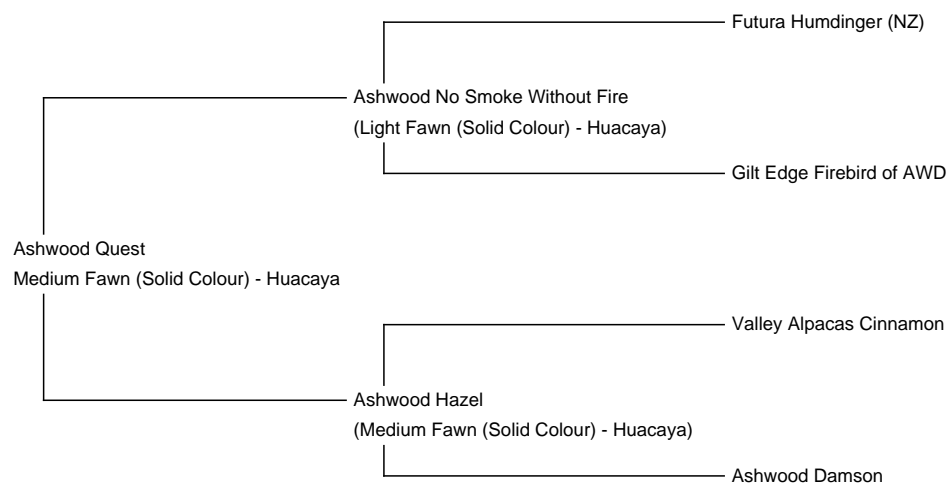 Futura Humdinger (NZ)
Ashwood No Smoke Without Fire
(Light Fawn (Solid Colour) - Huacaya)
Gilt Edge Firebird of AWD
Ashwood Quest
Medium Fawn (Solid Colour) - Huacaya
Valley Alpacas Cinnamon
Ashwood Hazel
(Medium Fawn (Solid Colour) - Huacaya)
Ashwood Damson